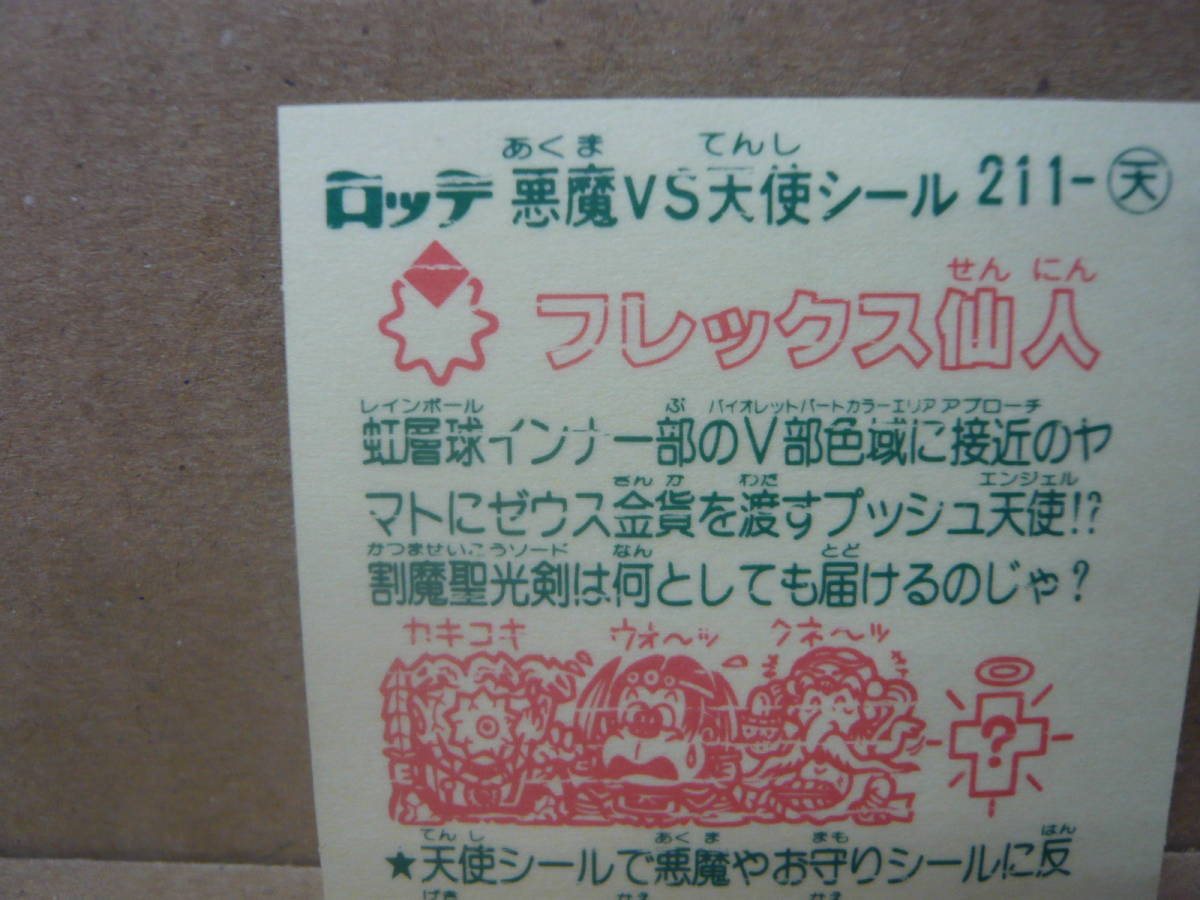 あくま てんし
ロッテ 悪魔VS天使シール 211-天
せんにん
フレックス仙人
レインボール ぶ バイオレットパートカラーエリア アプローチ
虹層球インナー部のV部色域に接近のヤ
きんか わた エンジェル
マトにゼウス金貨を渡すプッシュ天使!?
かつませいこうソード なん とど
割魔聖光剣は何としても届けるのじゃ?
カキコキ ウォ〜ッ クネ〜ッ
?
てんし あくま まも はん
★天使シールで悪魔やお守りシールに反
げき かえ かえ